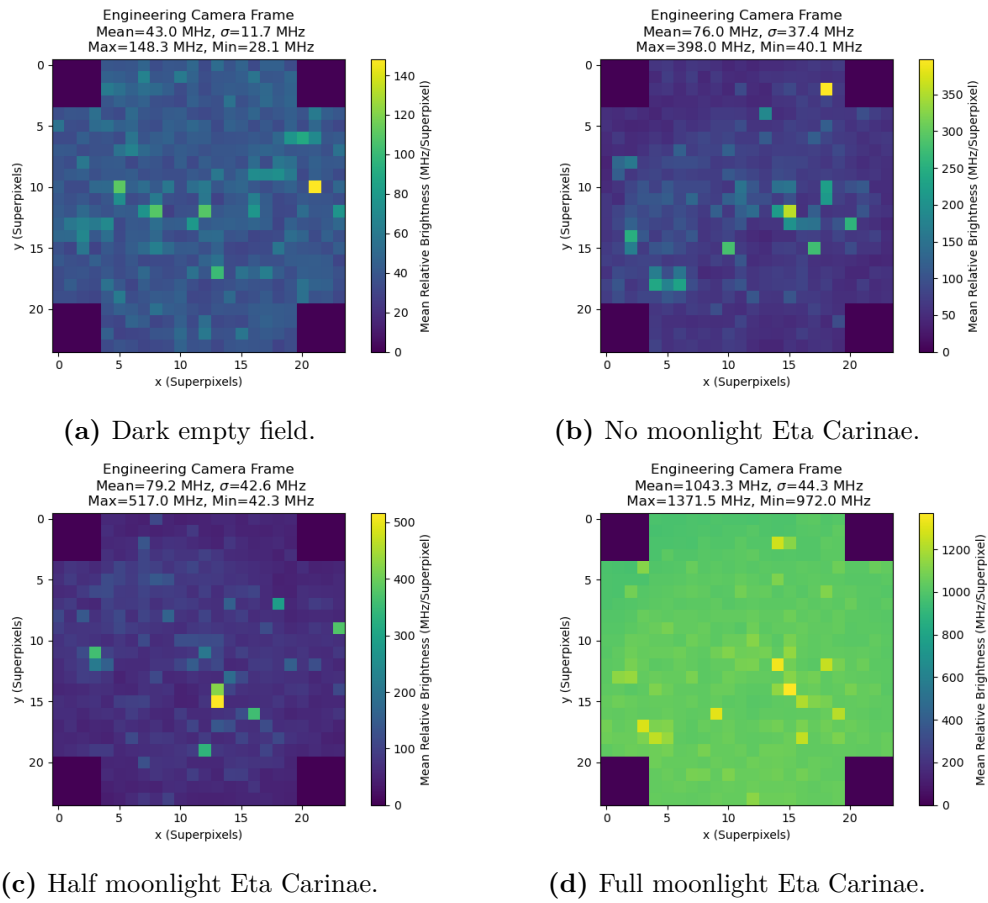 Engineering Camera Frame
Mean=43.0 MHz, σ=11.7 MHz
Max=148.3 MHz, Min=28.1 MHz
0
5
10
15
20
y (Superpixels)
0 5 10 15 20
x (Superpixels)
140
120
100
80
60
40
20
0
Mean Relative Brightness (MHz/Superpixel)
(a) Dark empty field.
Engineering Camera Frame
Mean=76.0 MHz, σ=37.4 MHz
Max=398.0 MHz, Min=40.1 MHz
0
5
10
15
20
y (Superpixels)
0 5 10 15 20
x (Superpixels)
350
300
250
200
150
100
50
0
Mean Relative Brightness (MHz/Superpixel)
(b) No moonlight Eta Carinae.
Engineering Camera Frame
Mean=79.2 MHz, σ=42.6 MHz
Max=517.0 MHz, Min=42.3 MHz
0
5
10
15
20
y (Superpixels)
0 5 10 15 20
x (Superpixels)
500
400
300
200
100
0
Mean Relative Brightness (MHz/Superpixel)
(c) Half moonlight Eta Carinae.
Engineering Camera Frame
Mean=1043.3 MHz, σ=44.3 MHz
Max=1371.5 MHz, Min=972.0 MHz
0
5
10
15
20
y (Superpixels)
0 5 10 15 20
x (Superpixels)
1200
1000
800
600
400
200
0
Mean Relative Brightness (MHz/Superpixel)
(d) Full moonlight Eta Carinae.